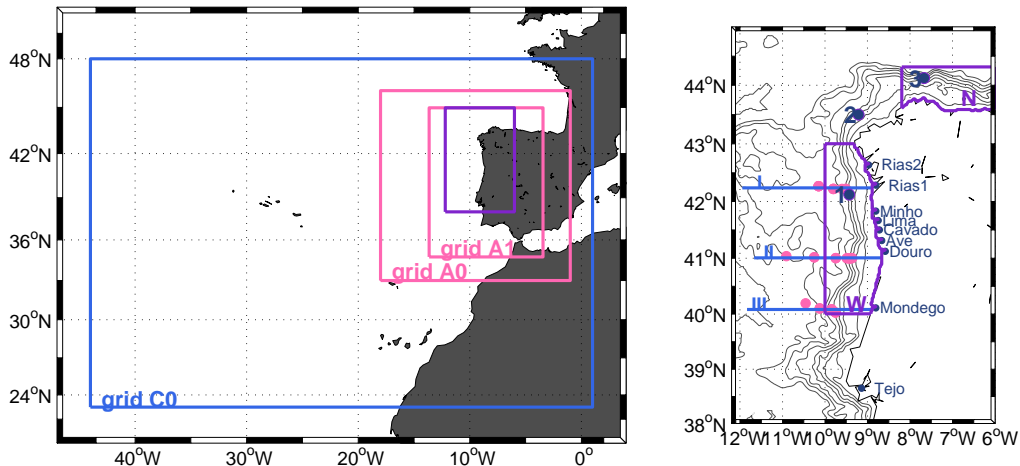 48°N
42°N
36°N
30°N
24°N
40°W
30°W
20°W
10°W
0°
grid A1
grid A0
grid C0
44°N
43°N
42°N
41°N
40°N
39°N
38°N
12°W
11°W
10°W
9°W
8°W
7°W
6°W
3
N
2
Rias2
I
Rias1
1
Minho
Lima
Cavado
Ave
II
Douro
III
W
Mondego
Tejo